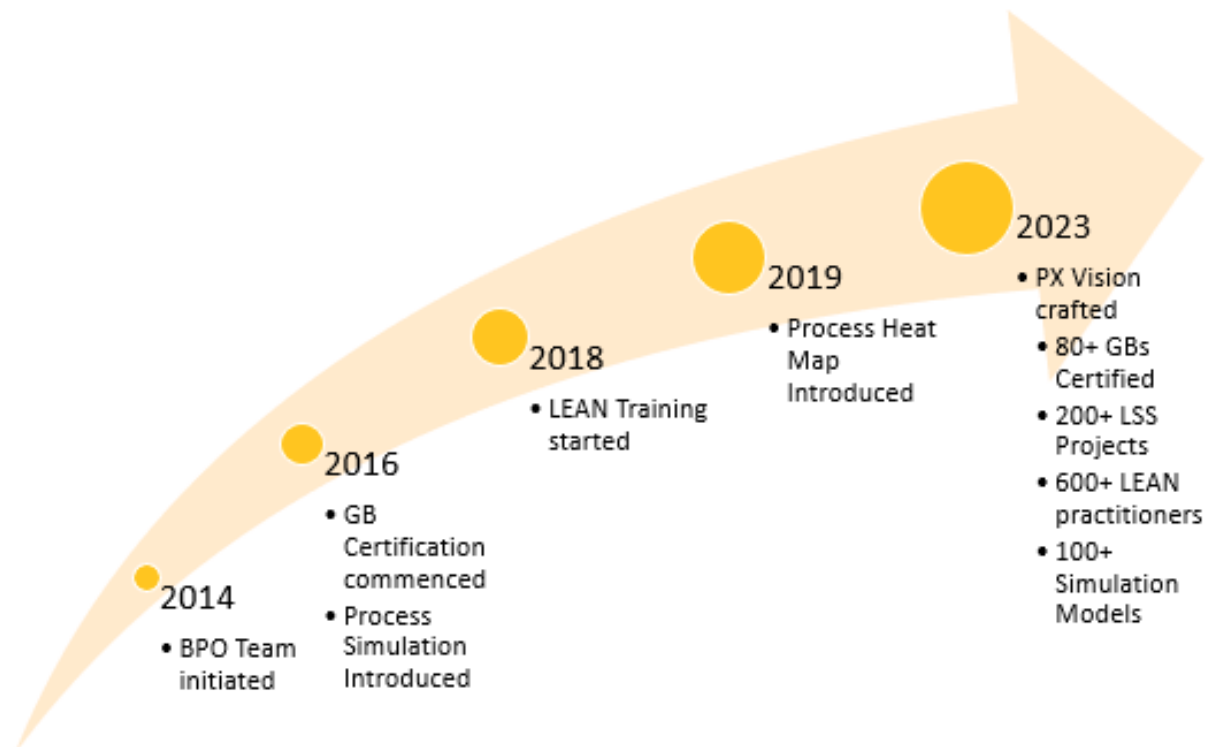 2014
• BPO Team
initiated
2016
• GB
Certification
commenced
• Process
Simulation
Introduced
2018
• LEAN Training
started
2019
• Process Heat
Map
Introduced
2023
• PX Vision
crafted
• 80+ GBs
Certified
• 200+ LSS
Projects
• 600+ LEAN
practitioners
• 100+
Simulation
Models